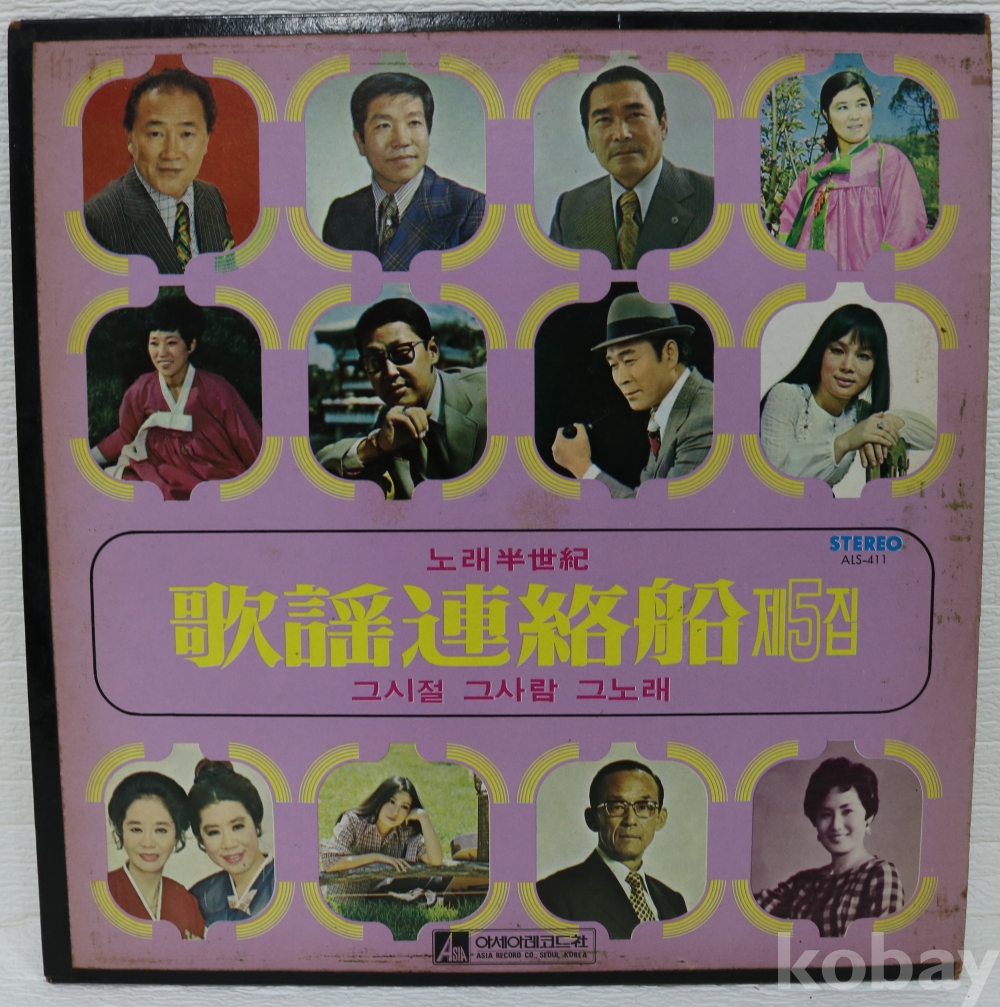 노래半世紀
STEREO
ALS-411
歌謡連絡船 제5집
그시절 그사람 그노래
ASIA 아세아레코드社
ASIA RECORD CO., SEOUL, KOREA
kobay